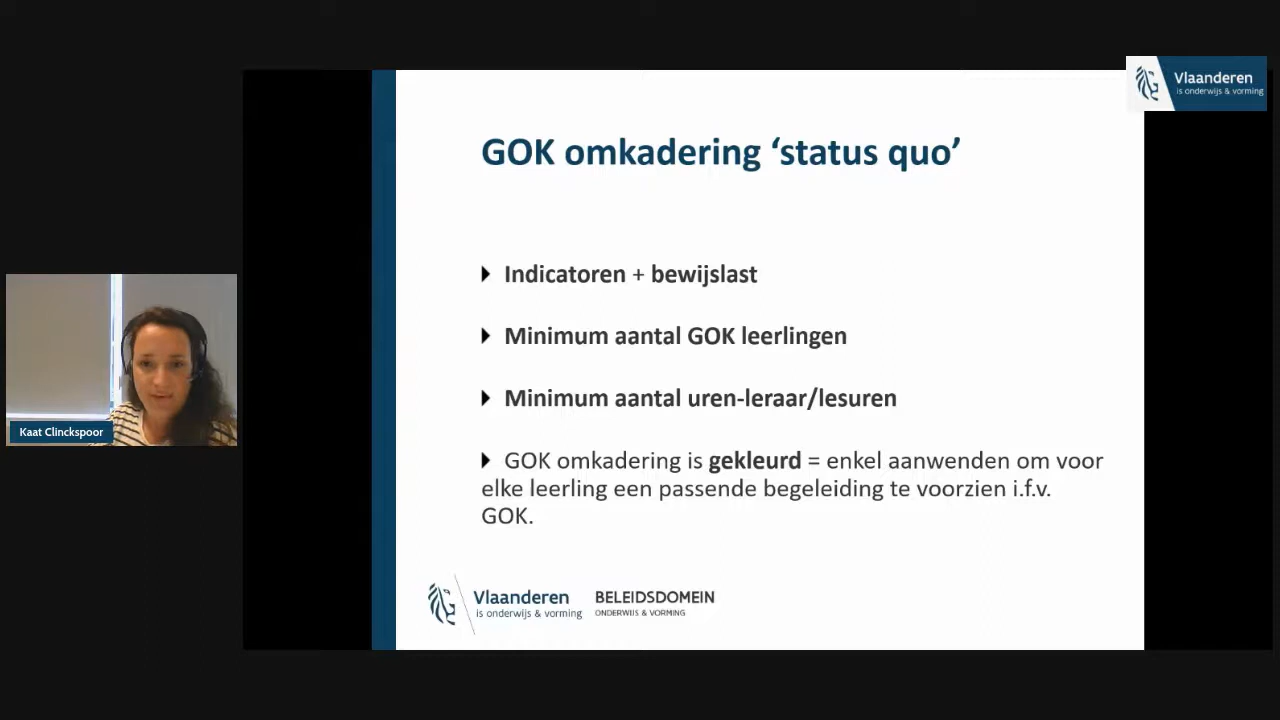 Vlaanderen
is onderwijs & vorming
GOK omkadering ‘status quo’
Indicatoren + bewijslast
Minimum aantal GOK leerlingen
Minimum aantal uren-leraar/lesuren
GOK omkadering is gekleurd = enkel aanwenden om voor
elke leerling een passende begeleiding te voorzien i.f.v.
GOK.
Kaat Clinckspoor
Vlaanderen
is onderwijs & vorming
BELEIDSDOMEIN
ONDERWIJS & VORMING